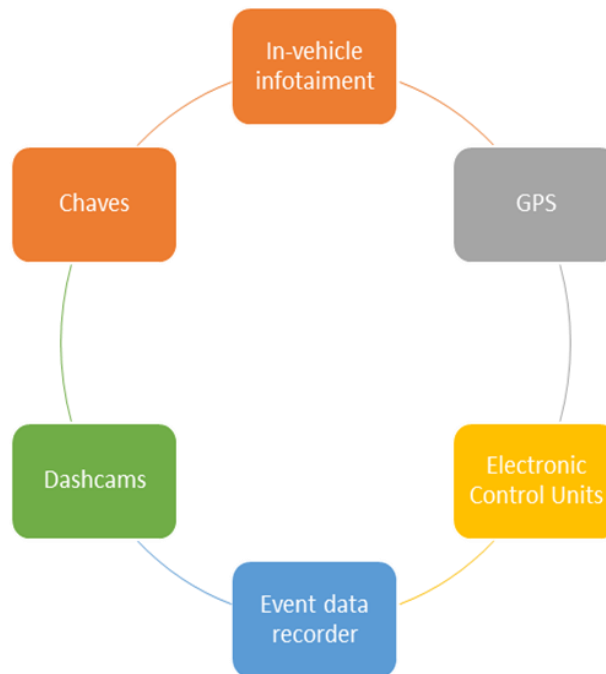 In-vehicle
infotaiment
Chaves
GPS
Dashcams
Electronic
Control Units
Event data
recorder